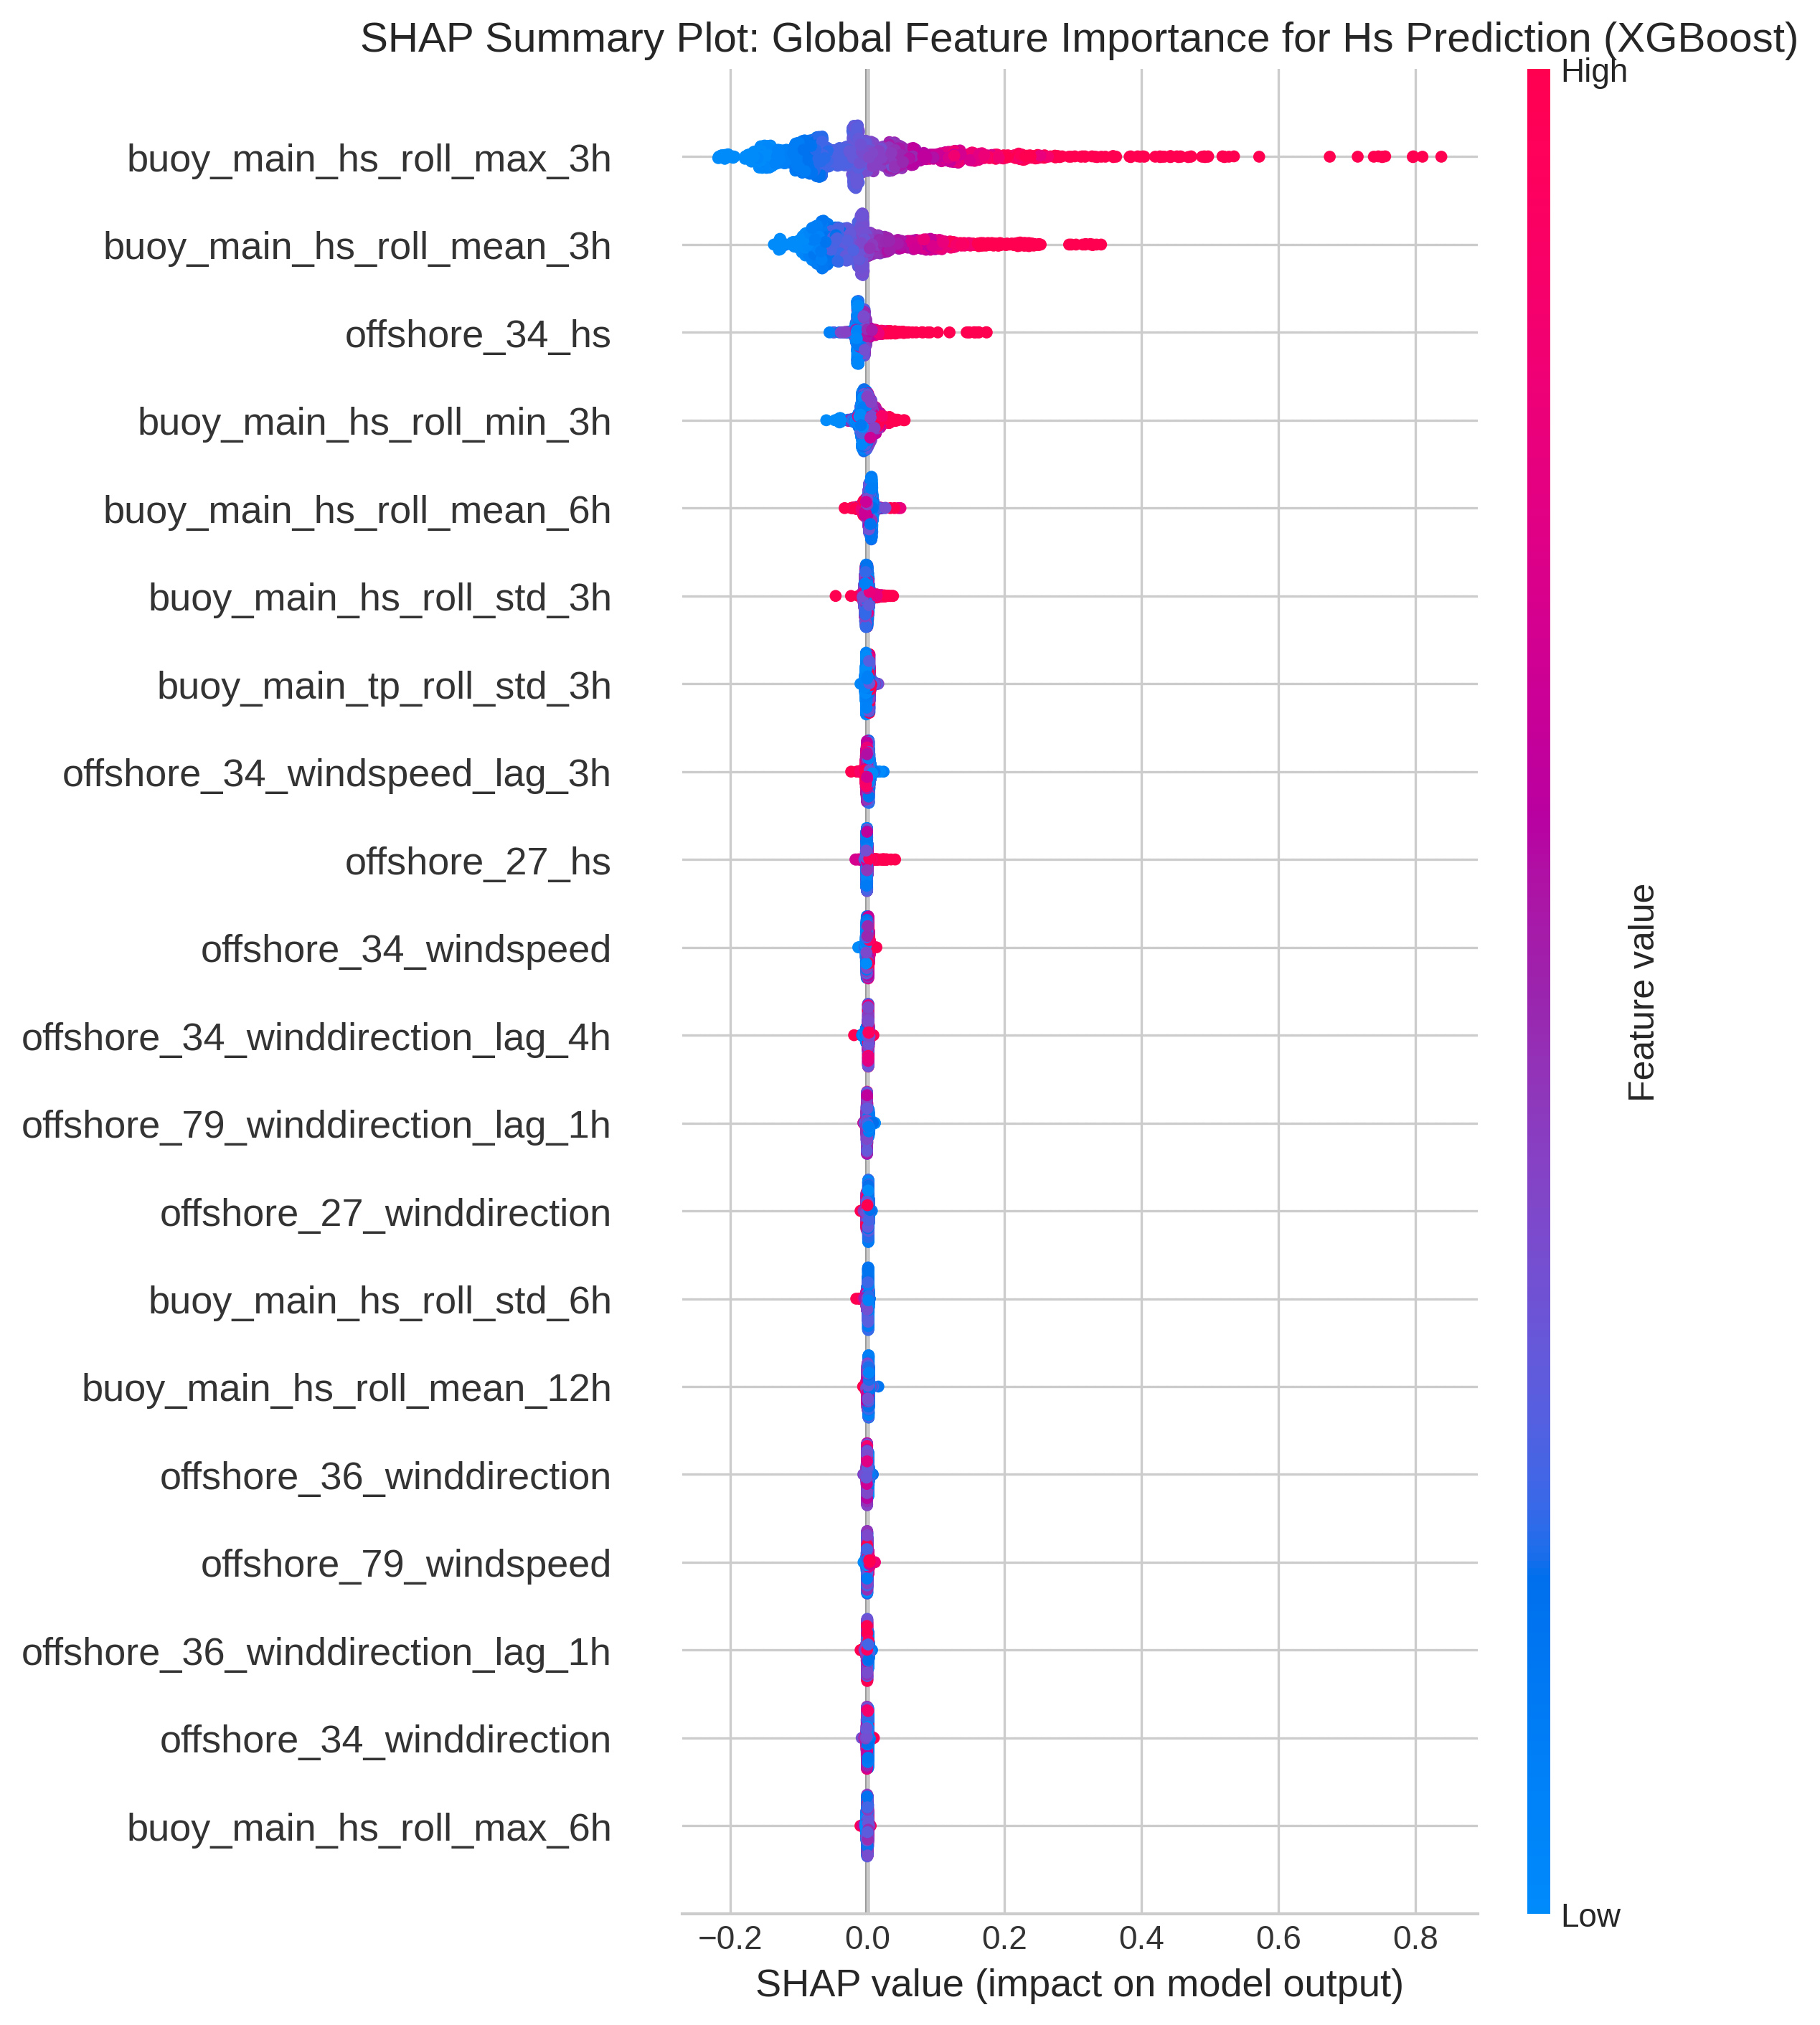 SHAP Summary Plot: Global Feature Importance for Hs Prediction (XGBoost)
High
buoy_main_hs_roll_max_3h
buoy_main_hs_roll_mean_3h
offshore_34_hs
buoy_main_hs_roll_min_3h
buoy_main_hs_roll_mean_6h
buoy_main_hs_roll_std_3h
buoy_main_tp_roll_std_3h
offshore_34_windspeed_lag_3h
offshore_27_hs
offshore_34_windspeed
offshore_34_winddirection_lag_4h
offshore_79_winddirection_lag_1h
offshore_27_winddirection
buoy_main_hs_roll_std_6h
buoy_main_hs_roll_mean_12h
offshore_36_winddirection
offshore_79_windspeed
offshore_36_winddirection_lag_1h
offshore_34_winddirection
buoy_main_hs_roll_max_6h
Feature value
Low
−0.2 0.0 0.2 0.4 0.6 0.8
SHAP value (impact on model output)